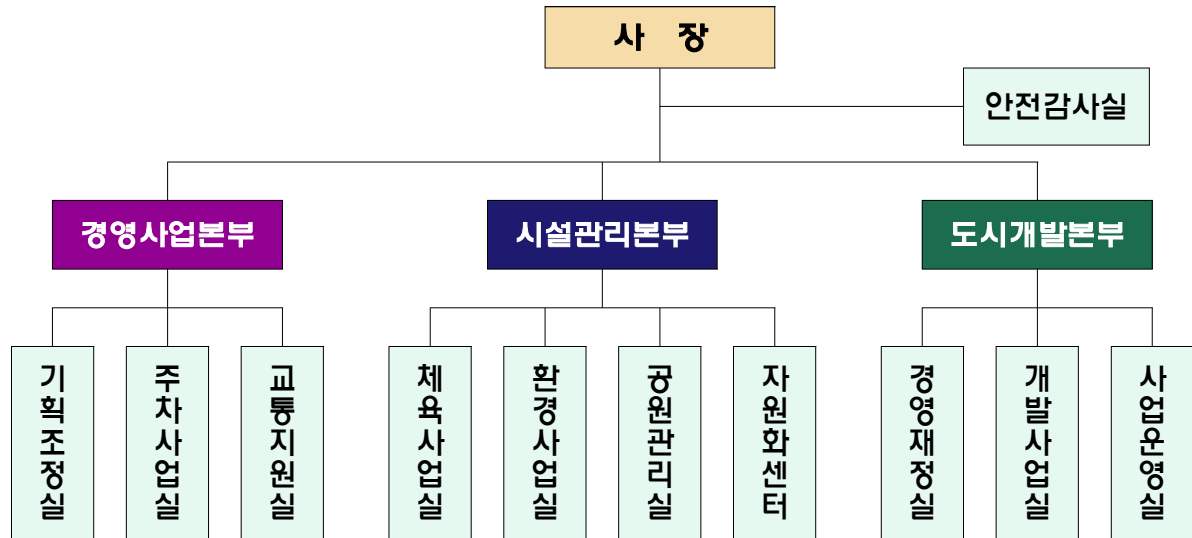 사 장
안전감사실
경영사업본부
시설관리본부
도시개발본부
기획조정실
주차사업실
교통지원실
체육사업실
환경사업실
공원관리실
자원화센터
경영재정실
개발사업실
사업운영실